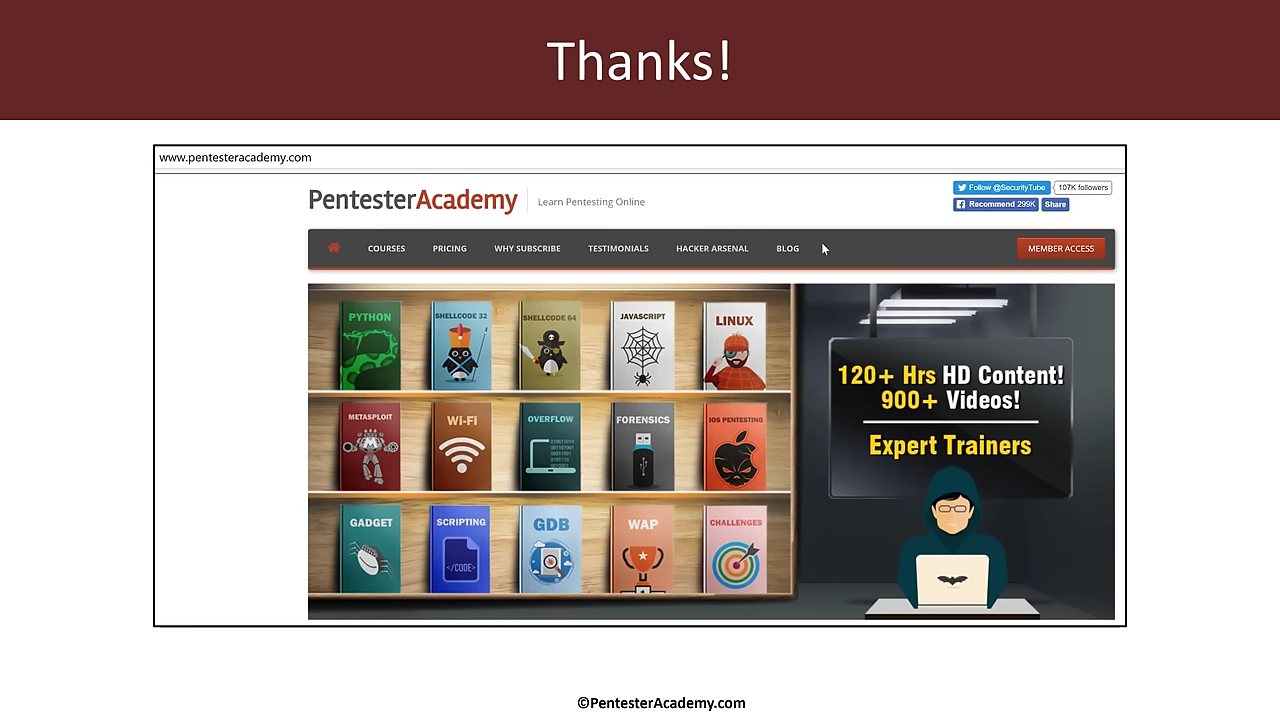 Thanks!
www.pentesteracademy.com
PentesterAcademy Learn Pentesting Online
Follow @SecurityTube 107K followers
Recommend 299K Share
COURSES PRICING WHY SUBSCRIBE TESTIMONIALS HACKER ARSENAL BLOG MEMBER ACCESS
PYTHON SHELLCODE 32 SHELLCODE 64 JAVASCRIPT LINUX
120+ Hrs HD Content!
900+ Videos!
Expert Trainers
METASPLOIT WI-FI OVERFLOW FORENSICS IOS PENTESTING
GADGET SCRIPTING GDB WAP CHALLENGES
</CODE>
©PentesterAcademy.com